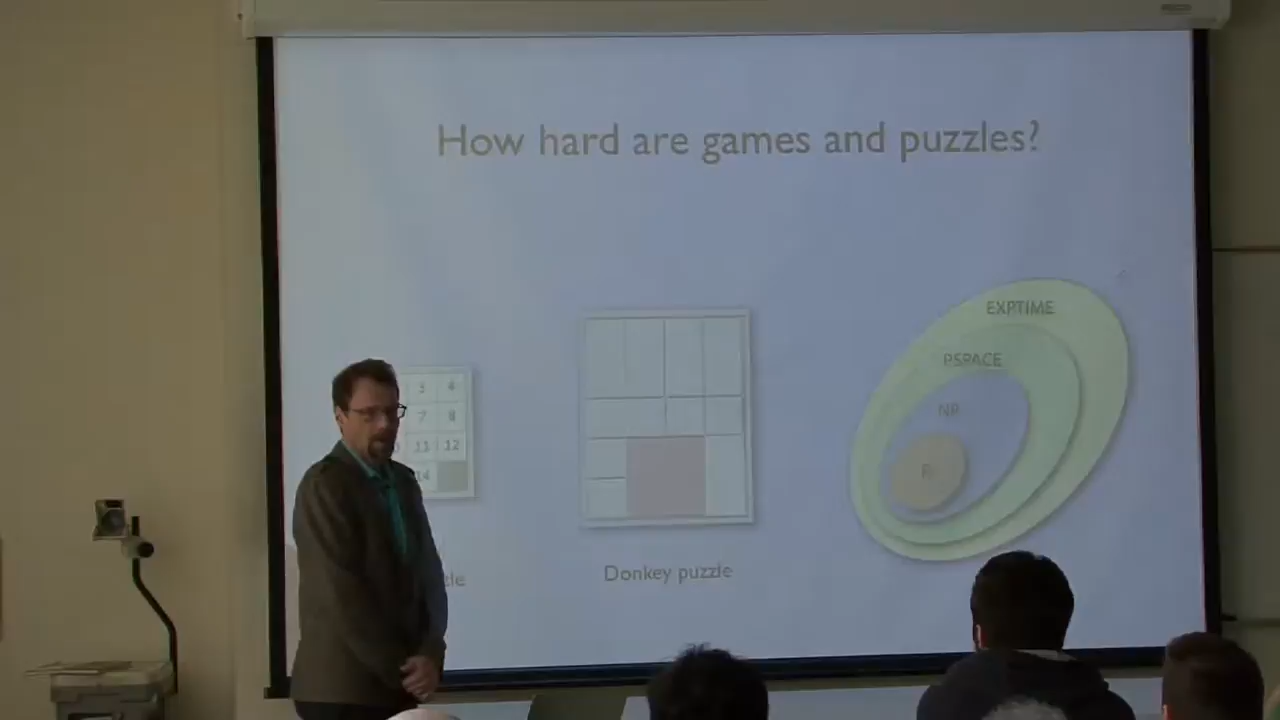 How hard are games and puzzles?
EXPTIME
PSPACE
NP
P
3 4
7 8
11 12
14
Donkey puzzle